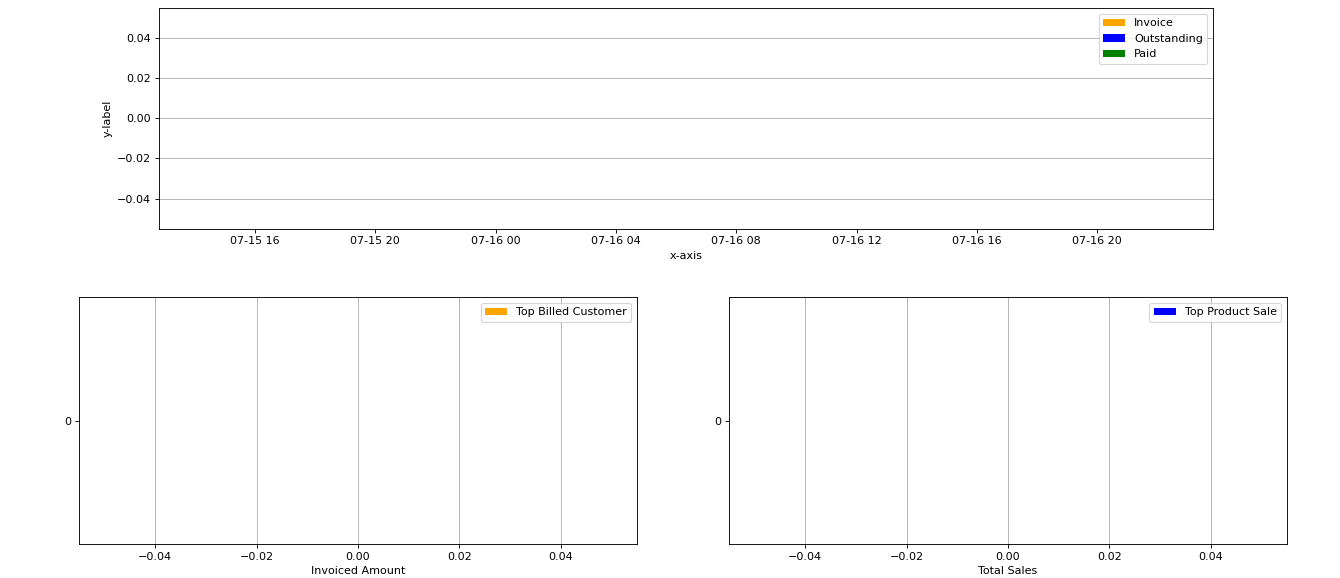 Invoice
Outstanding
Paid
0.04
0.02
0.00
−0.02
−0.04
y-label
07-15 16 07-15 20 07-16 00 07-16 04 07-16 08 07-16 12 07-16 16 07-16 20
x-axis
Top Billed Customer
0
−0.04 −0.02 0.00 0.02 0.04
Invoiced Amount
Top Product Sale
0
−0.04 −0.02 0.00 0.02 0.04
Total Sales